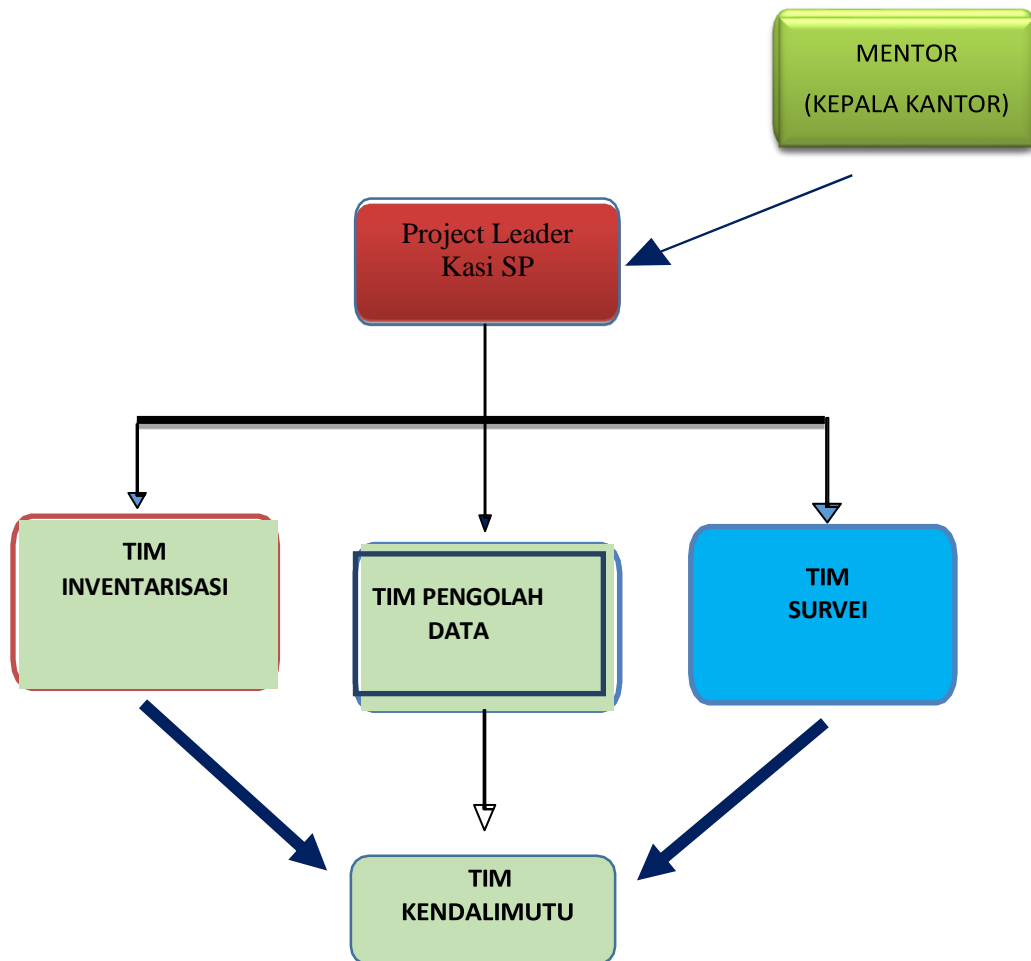 MENTOR
(KEPALA KANTOR)
Project Leader
Kasi SP
TIM
INVENTARISASI
TIM PENGOLAH
DATA
TIM
SURVEI
TIM
KENDALIMUTU